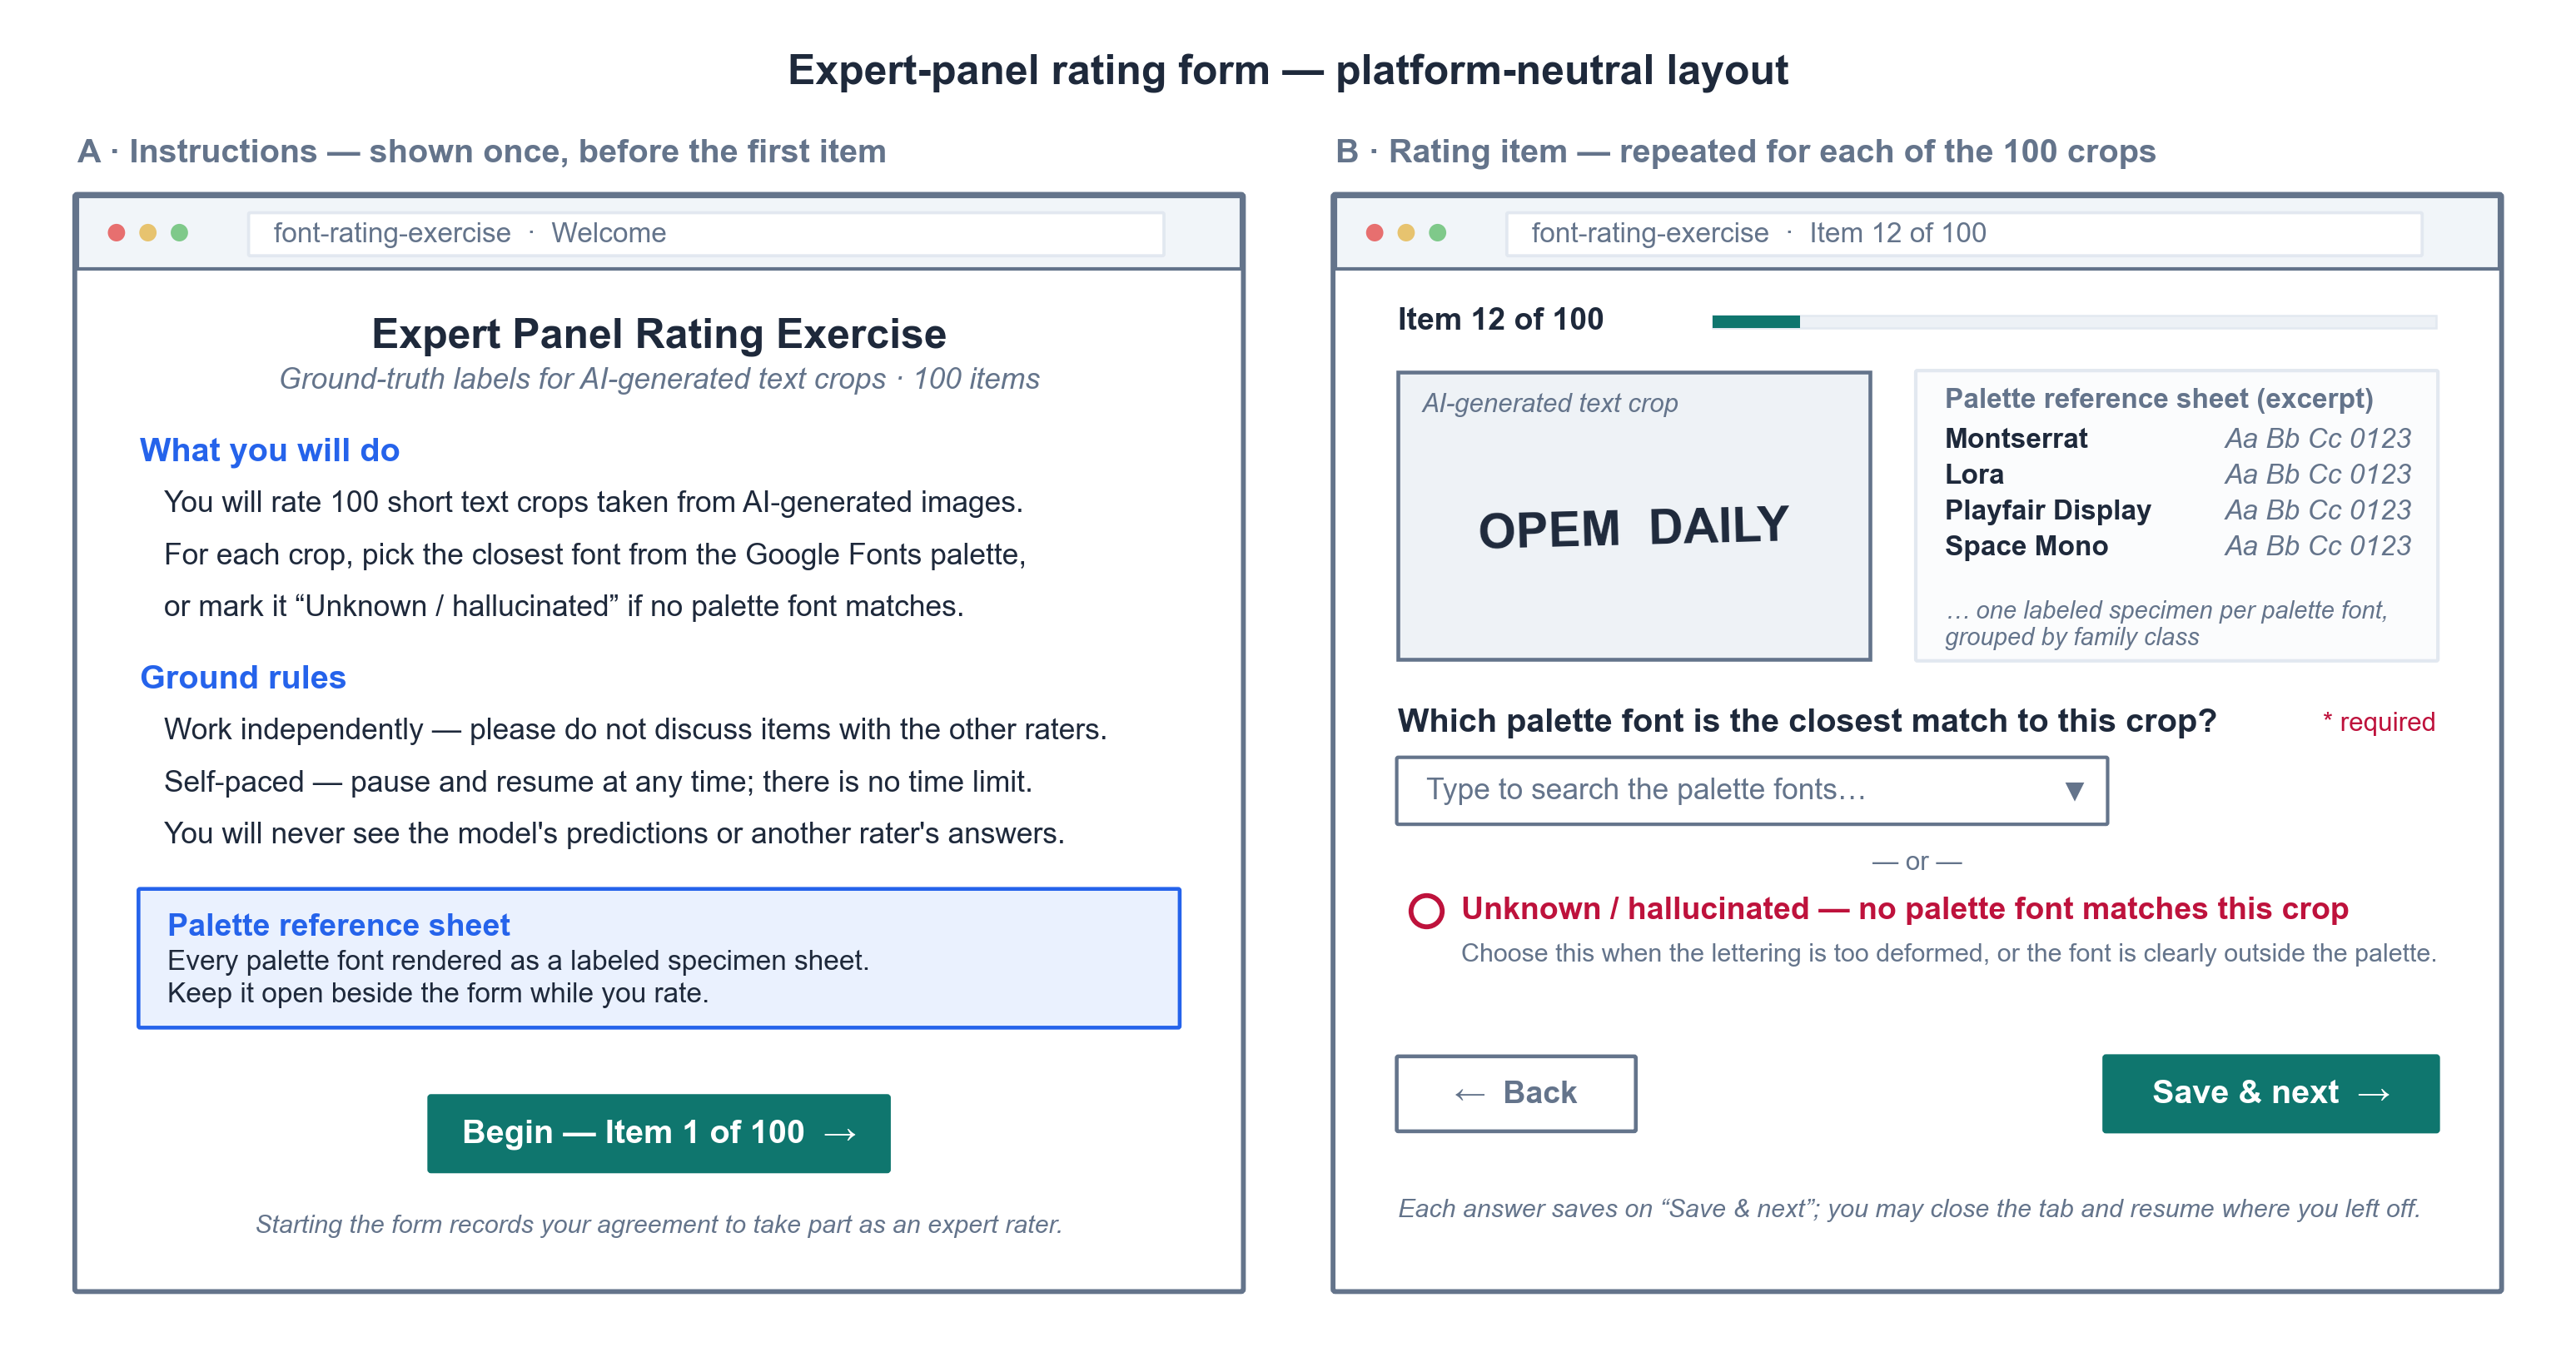 Expert-panel rating form — platform-neutral layout
A · Instructions — shown once, before the first item
font-rating-exercise · Welcome
Expert Panel Rating Exercise
Ground-truth labels for AI-generated text crops · 100 items
What you will do
You will rate 100 short text crops taken from AI-generated images.
For each crop, pick the closest font from the Google Fonts palette,
or mark it “Unknown / hallucinated” if no palette font matches.
Ground rules
Work independently — please do not discuss items with the other raters.
Self-paced — pause and resume at any time; there is no time limit.
You will never see the model's predictions or another rater's answers.
Palette reference sheet
Every palette font rendered as a labeled specimen sheet.
Keep it open beside the form while you rate.
Begin — Item 1 of 100 →
Starting the form records your agreement to take part as an expert rater.
B · Rating item — repeated for each of the 100 crops
font-rating-exercise · Item 12 of 100
Item 12 of 100
AI-generated text crop
OPEM DAILY
Palette reference sheet (excerpt)
Montserrat Aa Bb Cc 0123
Lora Aa Bb Cc 0123
Playfair Display Aa Bb Cc 0123
Space Mono Aa Bb Cc 0123
… one labeled specimen per palette font,
grouped by family class
Which palette font is the closest match to this crop? * required
Type to search the palette fonts… ▼
— or —
Unknown / hallucinated — no palette font matches this crop
Choose this when the lettering is too deformed, or the font is clearly outside the palette.
← Back
Save & next →
Each answer saves on “Save & next”; you may close the tab and resume where you left off.